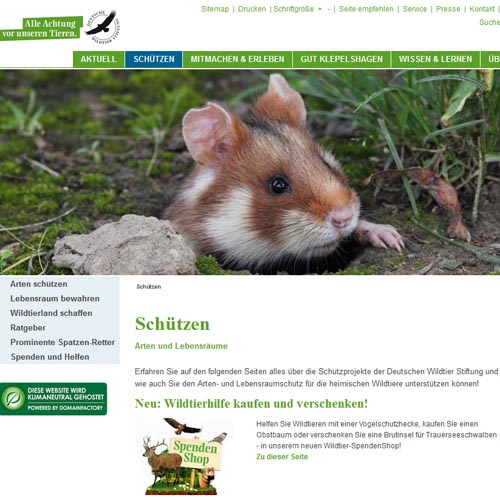 Sitemap | Drucken | Schriftgröße + - | Seite empfehlen | Service | Presse | Kontakt |
Suche
Alle Achtung
vor unseren Tieren.
AKTUELL SCHÜTZEN MITMACHEN & ERLEBEN GUT KLEPELSHAGEN WISSEN & LERNEN ÜB
Arten schützen
Lebensraum bewahren
Wildtierland schaffen
Ratgeber
Prominente Spatzen-Retter
Spenden und Helfen
DIESE WEBSITE WIRD
KLIMANEUTRAL GEHOSTET
POWERED BY DOMAINFACTORY
Schützen
Schützen
Arten und Lebensräume
Erfahren Sie auf den folgenden Seiten alles über die Schutzprojekte der Deutschen Wildtier Stiftung und
wie auch Sie den Arten- und Lebensraumschutz für die heimischen Wildtiere unterstützen können!
Neu: Wildtierhilfe kaufen und verschenken!
Spenden
Shop
Helfen Sie Wildtieren mit einer Vogelschutzhecke, kaufen Sie einen
Obstbaum oder verschenken Sie eine Brutinsel für Trauerseeschwalben
- in unserem neuen Wildtier-SpendenShop!
Zu dieser Seite